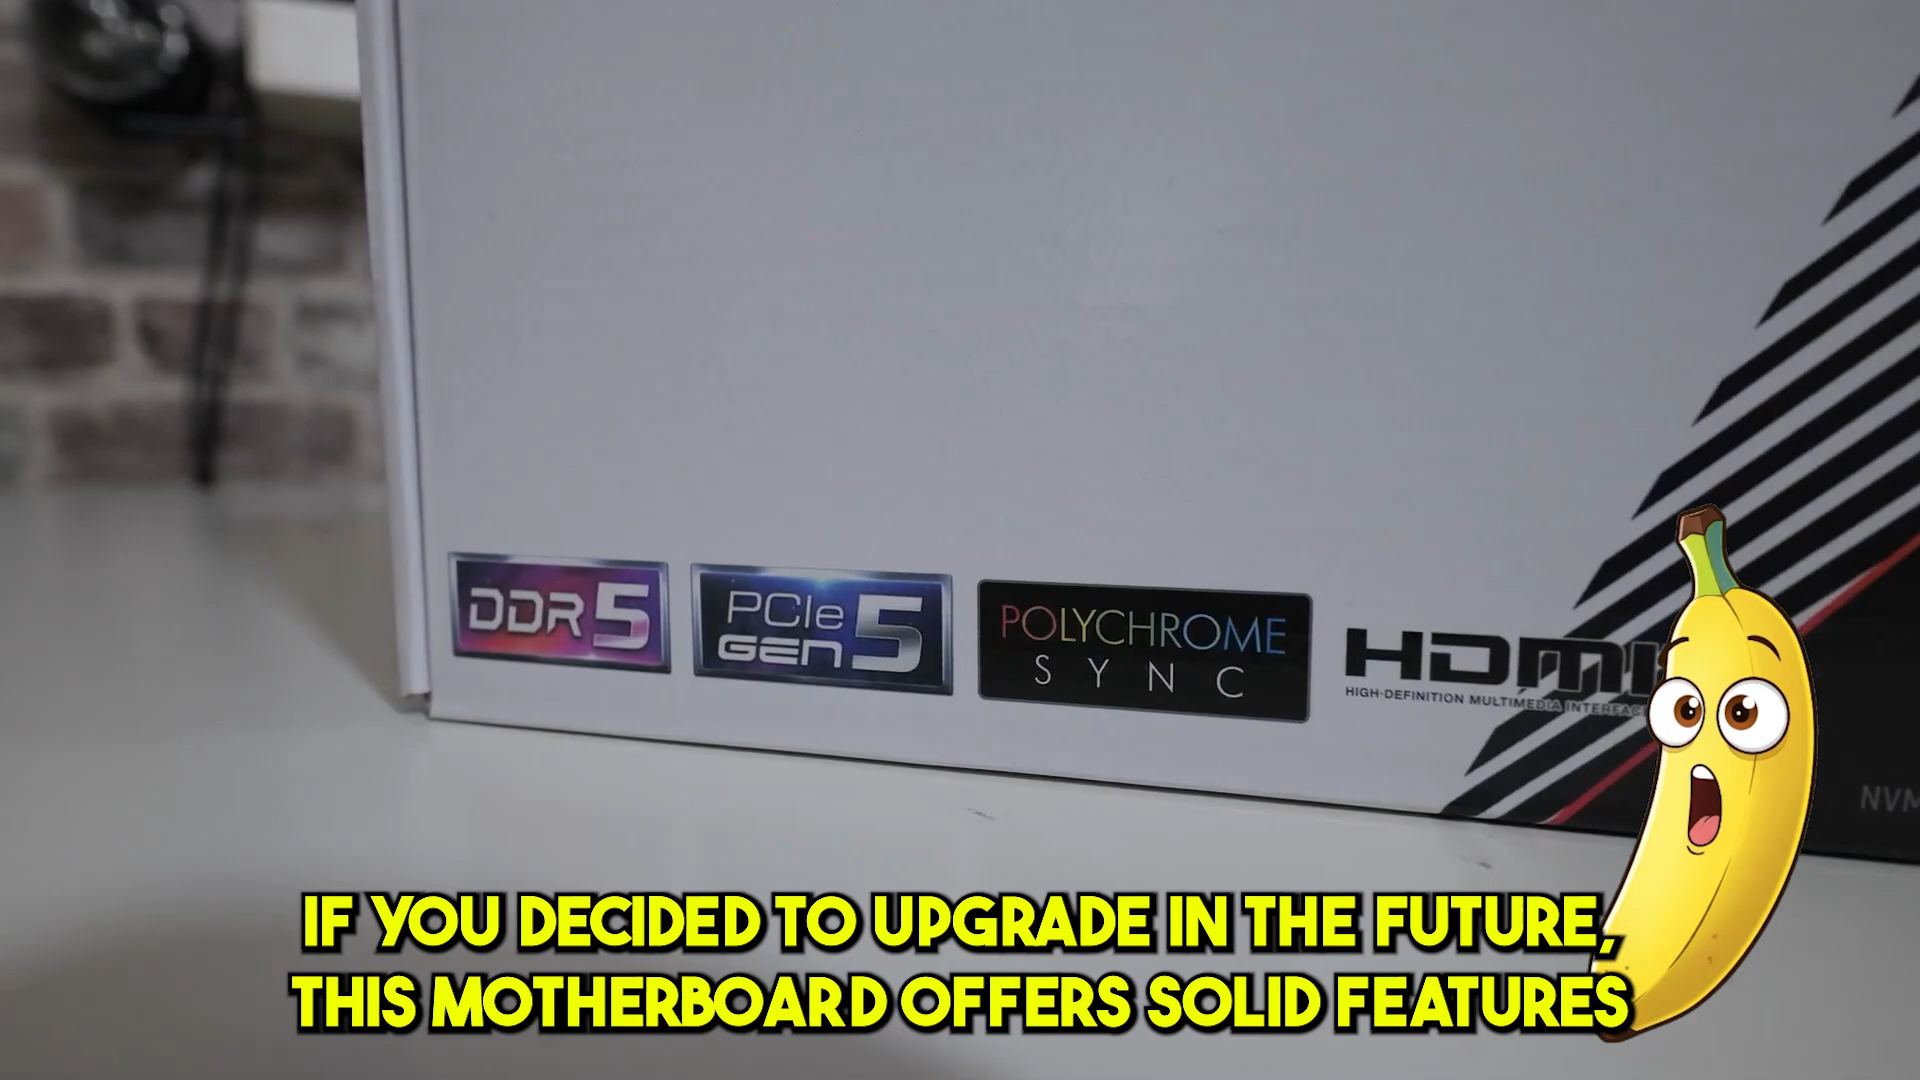 DDR5
PCIe
GEN 5
POLYCHROME
SYNC
HDMI
HIGH-DEFINITION MULTIMEDIA INTERFACE
IF YOU DECIDED TO UPGRADE IN THE FUTURE,
THIS MOTHERBOARD OFFERS SOLID FEATURES